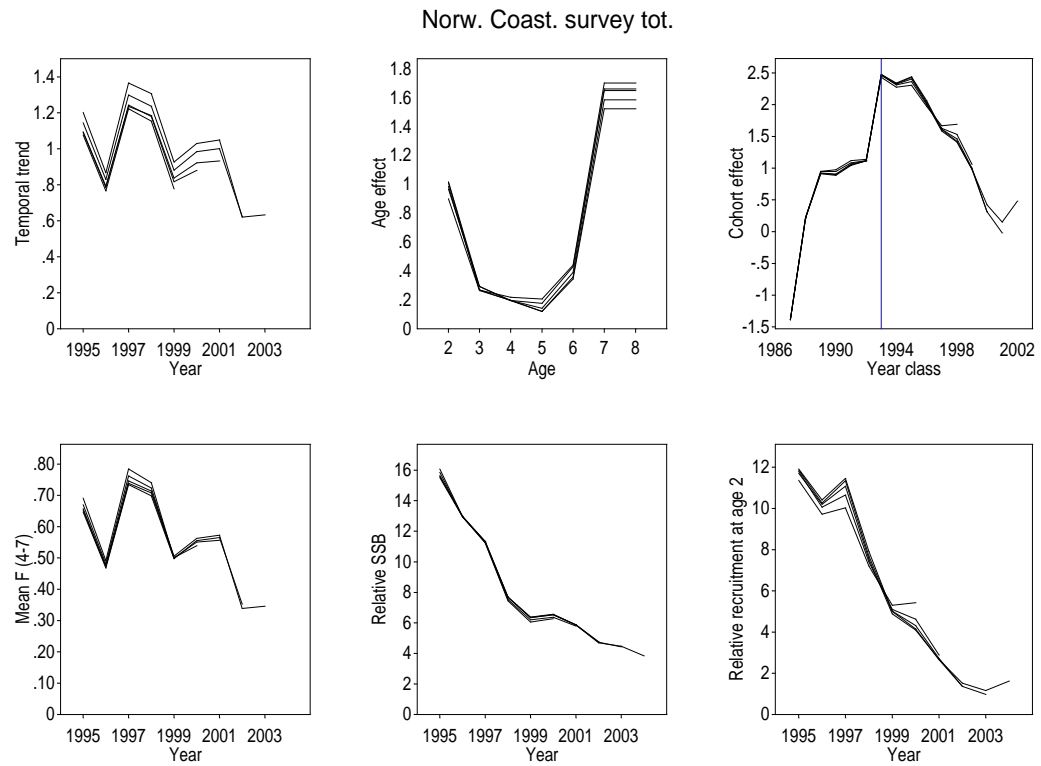 Norw. Coast. survey tot.
Temporal trend
1.4
1.2
1
.8
.6
.4
.2
0
1995 1997 1999 2001 2003
Year
Age effect
1.8
1.6
1.4
1.2
1
.8
.6
.4
.2
0
2 3 4 5 6 7 8
Age
Cohort effect
2.5
2
1.5
1
.5
0
-.5
-1
-1.5
1986 1990 1994 1998 2002
Year class
Mean F (4-7)
.80
.70
.60
.50
.40
.30
.20
.10
0
1995 1997 1999 2001 2003
Year
Relative SSB
16
14
12
10
8
6
4
2
0
1995 1997 1999 2001 2003
Year
Relative recruitment at age 2
12
10
8
6
4
2
0
1995 1997 1999 2001 2003
Year